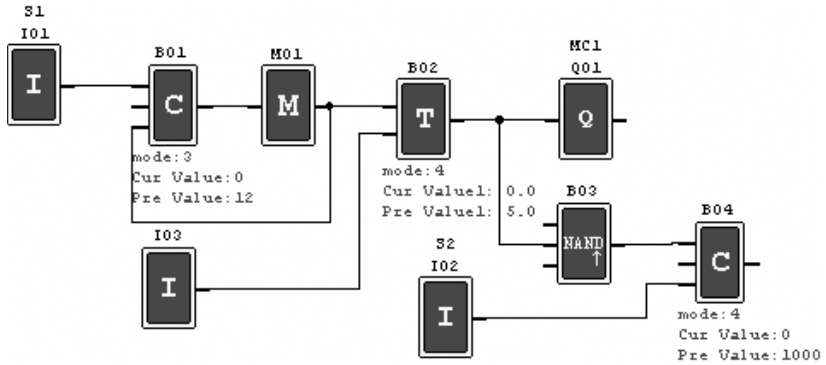 S1
I01
I
B01
C
mode:3
Cur Value:0
Pre Value:12
M01
M
B02
T
mode:4
Cur Value1: 0.0
Pre Value1: 5.0
MC1
Q01
Q
B03
NAND
↑
B04
C
mode:4
Cur Value:0
Pre Value:1000
I03
I
S2
I02
I